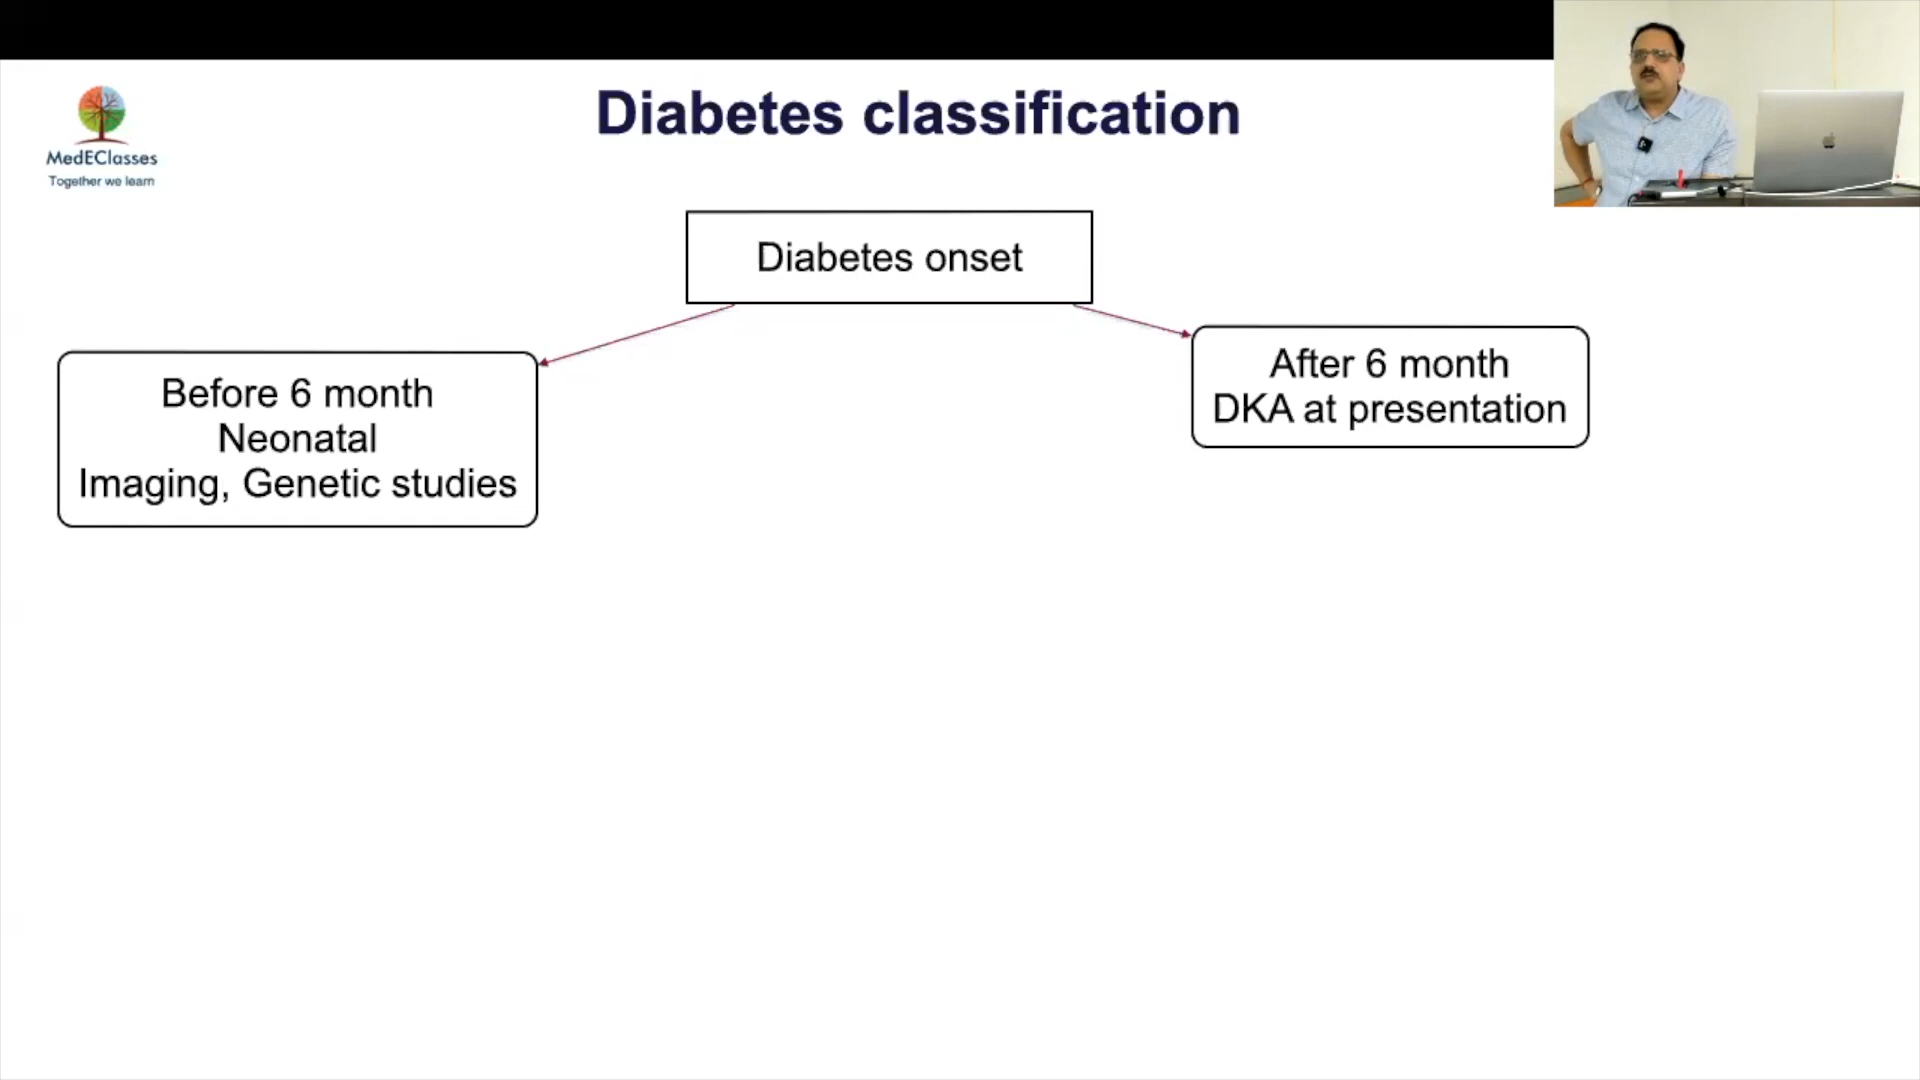 Diabetes classification
MedEClasses
Together we learn
Diabetes onset
Before 6 month
Neonatal
Imaging, Genetic studies
After 6 month
DKA at presentation